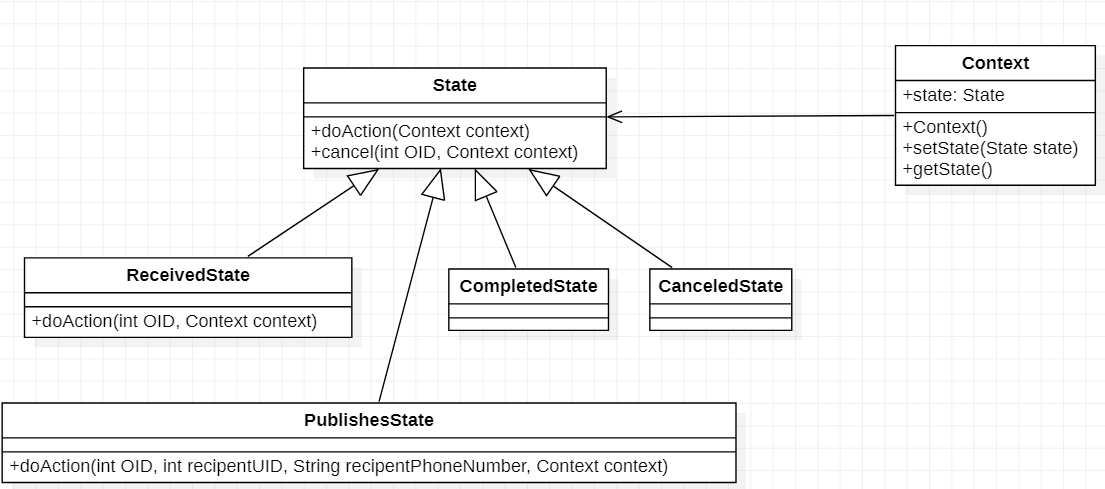 State
+doAction(Context context)
+cancel(int OID, Context context)
Context
+state: State
+Context()
+setState(State state)
+getState()
ReceivedState
+doAction(int OID, Context context)
CompletedState
CanceledState
PublishesState
+doAction(int OID, int recipentUID, String recipentPhoneNumber, Context context)